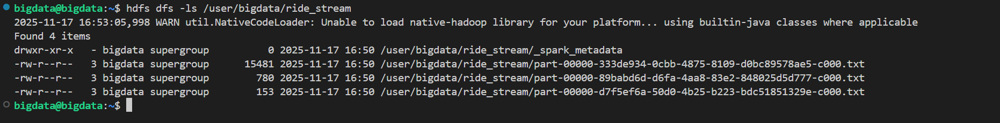 bigdata@bigdata:~$ hdfs dfs -ls /user/bigdata/ride_stream
2025-11-17 16:53:05,998 WARN util.NativeCodeLoader: Unable to load native-hadoop library for your platform... using builtin-java classes where applicable
Found 4 items
drwxr-xr-x   - bigdata supergroup          0 2025-11-17 16:50 /user/bigdata/ride_stream/_spark_metadata
-rw-r--r--   3 bigdata supergroup      15481 2025-11-17 16:50 /user/bigdata/ride_stream/part-00000-333de934-0cbb-4875-8109-d0bc89578ae5-c000.txt
-rw-r--r--   3 bigdata supergroup        780 2025-11-17 16:50 /user/bigdata/ride_stream/part-00000-89babd6d-d6fa-4aa8-83e2-848025d5d777-c000.txt
-rw-r--r--   3 bigdata supergroup        153 2025-11-17 16:50 /user/bigdata/ride_stream/part-00000-d7f5ef6a-50d0-4b25-b223-bdc51851329e-c000.txt
bigdata@bigdata:~$